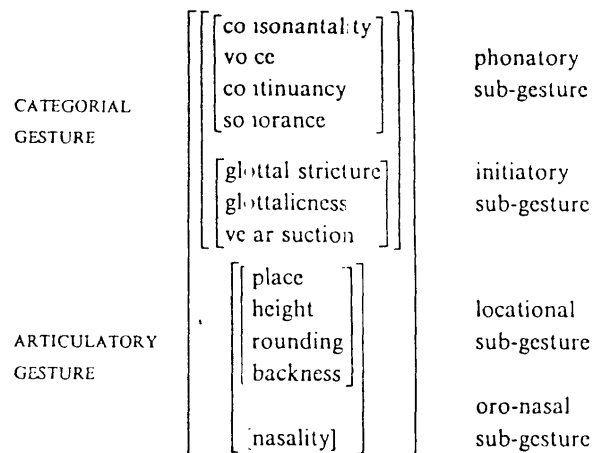 consonantality
voice
phonatory
continuancy
sub-gesture
CATEGORIAL
sonorance
GESTURE
glottal stricture
initiatory
glottalicness
sub-gesture
velar suction
place
height
locational
ARTICULATORY
rounding
sub-gesture
GESTURE
backness
oro-nasal
[nasality]
sub-gesture